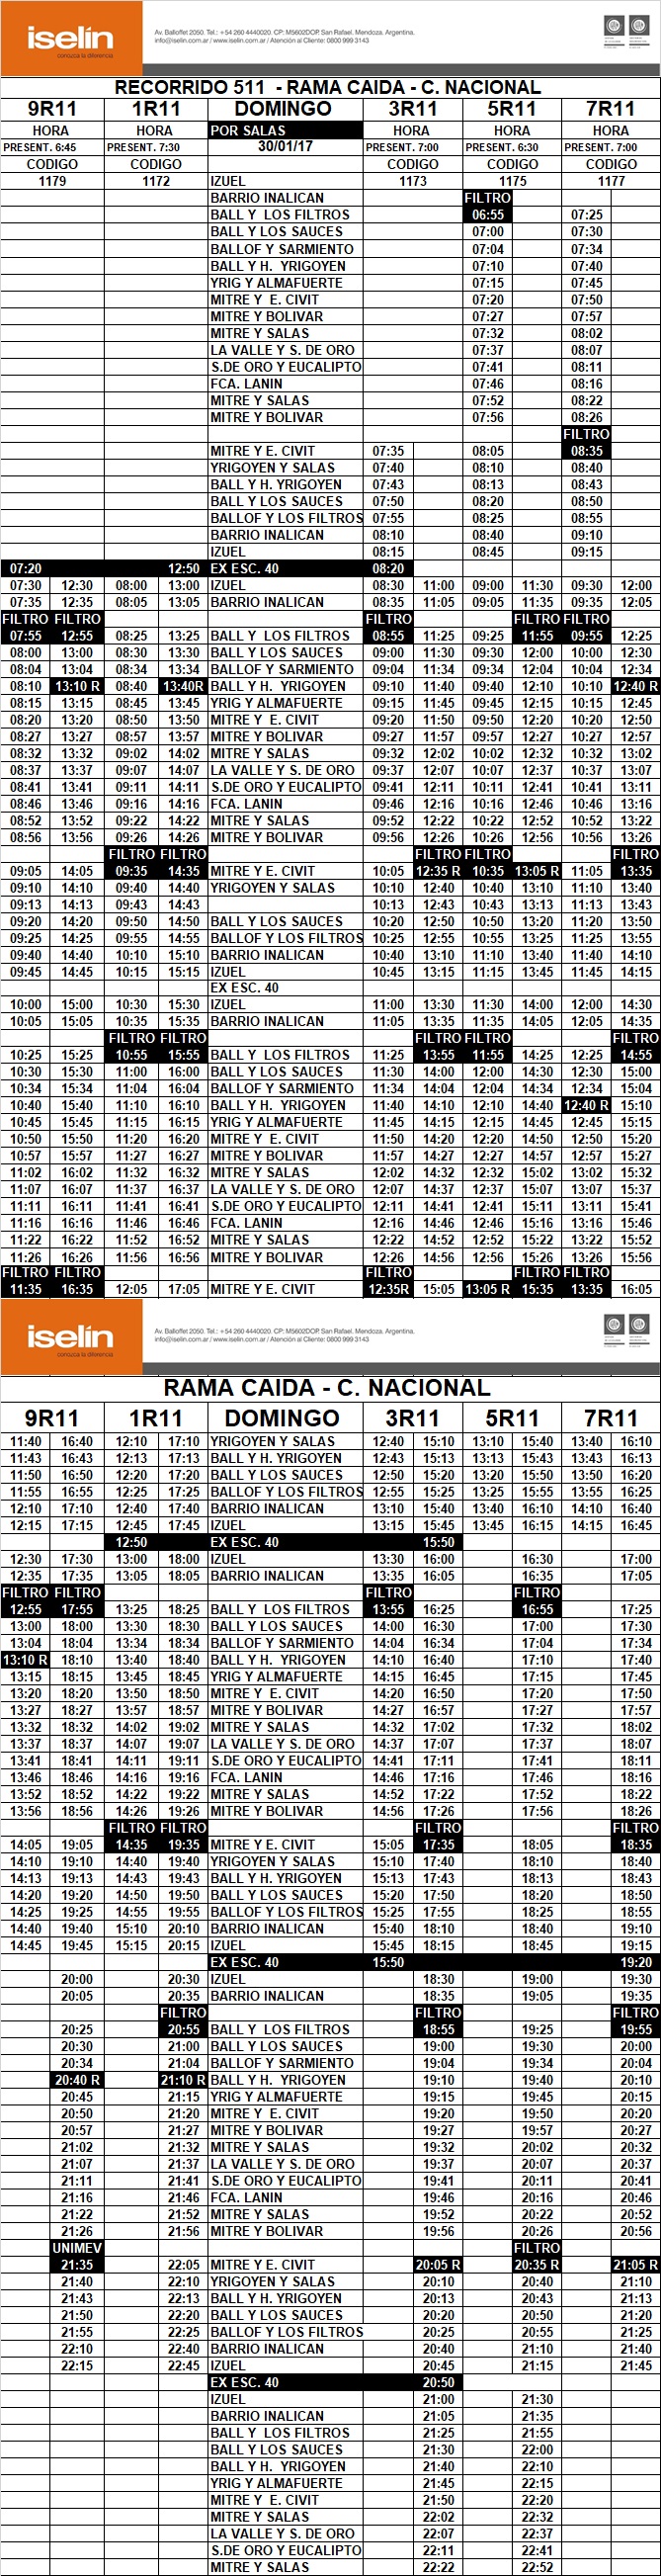 iselin
conozca la diferencia
Av. Balloffet 2050. Tel.: +54 260 4440020. CP: M5602DOP. San Rafael. Mendoza. Argentina.
info@iselin.com.ar / www.iselin.com.ar / Atención al Cliente: 0800 999 3143
RECORRIDO 511 - RAMA CAIDA - C. NACIONAL
9R11 1R11 DOMINGO 3R11 5R11 7R11
HORA HORA POR SALAS HORA HORA HORA
PRESENT. 6:45 PRESENT. 7:30 30/01/17 PRESENT. 7:00 PRESENT. 6:30 PRESENT. 7:00
CODIGO CODIGO CODIGO CODIGO CODIGO
1179 1172 IZUEL 1173 1175 1177
BARRIO INALICAN FILTRO
BALL Y LOS FILTROS 06:55 07:25
BALL Y LOS SAUCES 07:00 07:30
BALLOF Y SARMIENTO 07:04 07:34
BALL Y H. YRIGOYEN 07:10 07:40
YRIG Y ALMAFUERTE 07:15 07:45
MITRE Y E. CIVIT 07:20 07:50
MITRE Y BOLIVAR 07:27 07:57
MITRE Y SALAS 07:32 08:02
LA VALLE Y S. DE ORO 07:37 08:07
S.DE ORO Y EUCALIPTO 07:41 08:11
FCA. LANIN 07:46 08:16
MITRE Y SALAS 07:52 08:22
MITRE Y BOLIVAR 07:56 08:26
FILTRO
MITRE Y E. CIVIT 07:35 08:05 08:35
YRIGOYEN Y SALAS 07:40 08:10 08:40
BALL Y H. YRIGOYEN 07:43 08:13 08:43
BALL Y LOS SAUCES 07:50 08:20 08:50
BALLOF Y LOS FILTROS 07:55 08:25 08:55
BARRIO INALICAN 08:10 08:40 09:10
IZUEL 08:15 08:45 09:15
07:20 12:50 EX ESC. 40 08:20
07:30 12:30 08:00 13:00 IZUEL 08:30 11:00 09:00 11:30 09:30 12:00
07:35 12:35 08:05 13:05 BARRIO INALICAN 08:35 11:05 09:05 11:35 09:35 12:05
FILTRO FILTRO FILTRO FILTRO FILTRO
07:55 12:55 08:25 13:25 BALL Y LOS FILTROS 08:55 11:25 09:25 11:55 09:55 12:25
08:00 13:00 08:30 13:30 BALL Y LOS SAUCES 09:00 11:30 09:30 12:00 10:00 12:30
08:04 13:04 08:34 13:34 BALLOF Y SARMIENTO 09:04 11:34 09:34 12:04 10:04 12:34
08:10 13:10 R 08:40 13:40R BALL Y H. YRIGOYEN 09:10 11:40 09:40 12:10 10:10 12:40 R
08:15 13:15 08:45 13:45 YRIG Y ALMAFUERTE 09:15 11:45 09:45 12:15 10:15 12:45
08:20 13:20 08:50 13:50 MITRE Y E. CIVIT 09:20 11:50 09:50 12:20 10:20 12:50
08:27 13:27 08:57 13:57 MITRE Y BOLIVAR 09:27 11:57 09:57 12:27 10:27 12:57
08:32 13:32 09:02 14:02 MITRE Y SALAS 09:32 12:02 10:02 12:32 10:32 13:02
08:37 13:37 09:07 14:07 LA VALLE Y S. DE ORO 09:37 12:07 10:07 12:37 10:37 13:07
08:41 13:41 09:11 14:11 S.DE ORO Y EUCALIPTO 09:41 12:11 10:11 12:41 10:41 13:11
08:46 13:46 09:16 14:16 FCA. LANIN 09:46 12:16 10:16 12:46 10:46 13:16
08:52 13:52 09:22 14:22 MITRE Y SALAS 09:52 12:22 10:22 12:52 10:52 13:22
08:56 13:56 09:26 14:26 MITRE Y BOLIVAR 09:56 12:26 10:26 12:56 10:56 13:26
FILTRO FILTRO FILTRO FILTRO FILTRO
09:05 14:05 09:35 14:35 MITRE Y E. CIVIT 10:05 12:35 R 10:35 13:05 R 11:05 13:35
09:10 14:10 09:40 14:40 YRIGOYEN Y SALAS 10:10 12:40 10:40 13:10 11:10 13:40
09:13 14:13 09:43 14:43 10:13 12:43 10:43 13:13 11:13 13:43
09:20 14:20 09:50 14:50 BALL Y LOS SAUCES 10:20 12:50 10:50 13:20 11:20 13:50
09:25 14:25 09:55 14:55 BALLOF Y LOS FILTROS 10:25 12:55 10:55 13:25 11:25 13:55
09:40 14:40 10:10 15:10 BARRIO INALICAN 10:40 13:10 11:10 13:40 11:40 14:10
09:45 14:45 10:15 15:15 IZUEL 10:45 13:15 11:15 13:45 11:45 14:15
EX ESC. 40
10:00 15:00 10:30 15:30 IZUEL 11:00 13:30 11:30 14:00 12:00 14:30
10:05 15:05 10:35 15:35 BARRIO INALICAN 11:05 13:35 11:35 14:05 12:05 14:35
FILTRO FILTRO FILTRO FILTRO FILTRO
10:25 15:25 10:55 15:55 BALL Y LOS FILTROS 11:25 13:55 11:55 14:25 12:25 14:55
10:30 15:30 11:00 16:00 BALL Y LOS SAUCES 11:30 14:00 12:00 14:30 12:30 15:00
10:34 15:34 11:04 16:04 BALLOF Y SARMIENTO 11:34 14:04 12:04 14:34 12:34 15:04
10:40 15:40 11:10 16:10 BALL Y H. YRIGOYEN 11:40 14:10 12:10 14:40 12:40 R 15:10
10:45 15:45 11:15 16:15 YRIG Y ALMAFUERTE 11:45 14:15 12:15 14:45 12:45 15:15
10:50 15:50 11:20 16:20 MITRE Y E. CIVIT 11:50 14:20 12:20 14:50 12:50 15:20
10:57 15:57 11:27 16:27 MITRE Y BOLIVAR 11:57 14:27 12:27 14:57 12:57 15:27
11:02 16:02 11:32 16:32 MITRE Y SALAS 12:02 14:32 12:32 15:02 13:02 15:32
11:07 16:07 11:37 16:37 LA VALLE Y S. DE ORO 12:07 14:37 12:37 15:07 13:07 15:37
11:11 16:11 11:41 16:41 S.DE ORO Y EUCALIPTO 12:11 14:41 12:41 15:11 13:11 15:41
11:16 16:16 11:46 16:46 FCA. LANIN 12:16 14:46 12:46 15:16 13:16 15:46
11:22 16:22 11:52 16:52 MITRE Y SALAS 12:22 14:52 12:52 15:22 13:22 15:52
11:26 16:26 11:56 16:56 MITRE Y BOLIVAR 12:26 14:56 12:56 15:26 13:26 15:56
FILTRO FILTRO FILTRO FILTRO FILTRO
11:35 16:35 12:05 17:05 MITRE Y E. CIVIT 12:35R 15:05 13:05 R 15:35 13:35 16:05
iselin
conozca la diferencia
Av. Balloffet 2050. Tel.: +54 260 4440020. CP: M5602DOP. San Rafael. Mendoza. Argentina.
info@iselin.com.ar / www.iselin.com.ar / Atención al Cliente: 0800 999 3143
RAMA CAIDA - C. NACIONAL
9R11 1R11 DOMINGO 3R11 5R11 7R11
11:40 16:40 12:10 17:10 YRIGOYEN Y SALAS 12:40 15:10 13:10 15:40 13:40 16:10
11:43 16:43 12:13 17:13 BALL Y H. YRIGOYEN 12:43 15:13 13:13 15:43 13:43 16:13
11:50 16:50 12:20 17:20 BALL Y LOS SAUCES 12:50 15:20 13:20 15:50 13:50 16:20
11:55 16:55 12:25 17:25 BALLOF Y LOS FILTROS 12:55 15:25 13:25 15:55 13:55 16:25
12:10 17:10 12:40 17:40 BARRIO INALICAN 13:10 15:40 13:40 16:10 14:10 16:40
12:15 17:15 12:45 17:45 IZUEL 13:15 15:45 13:45 16:15 14:15 16:45
12:50 EX ESC. 40 15:50
12:30 17:30 13:00 18:00 IZUEL 13:30 16:00 16:30 17:00
12:35 17:35 13:05 18:05 BARRIO INALICAN 13:35 16:05 16:35 17:05
FILTRO FILTRO FILTRO FILTRO
12:55 17:55 13:25 18:25 BALL Y LOS FILTROS 13:55 16:25 16:55 17:25
13:00 18:00 13:30 18:30 BALL Y LOS SAUCES 14:00 16:30 17:00 17:30
13:04 18:04 13:34 18:34 BALLOF Y SARMIENTO 14:04 16:34 17:04 17:34
13:10 R 18:10 13:40 18:40 BALL Y H. YRIGOYEN 14:10 16:40 17:10 17:40
13:15 18:15 13:45 18:45 YRIG Y ALMAFUERTE 14:15 16:45 17:15 17:45
13:20 18:20 13:50 18:50 MITRE Y E. CIVIT 14:20 16:50 17:20 17:50
13:27 18:27 13:57 18:57 MITRE Y BOLIVAR 14:27 16:57 17:27 17:57
13:32 18:32 14:02 19:02 MITRE Y SALAS 14:32 17:02 17:32 18:02
13:37 18:37 14:07 19:07 LA VALLE Y S. DE ORO 14:37 17:07 17:37 18:07
13:41 18:41 14:11 19:11 S.DE ORO Y EUCALIPTO 14:41 17:11 17:41 18:11
13:46 18:46 14:16 19:16 FCA. LANIN 14:46 17:16 17:46 18:16
13:52 18:52 14:22 19:22 MITRE Y SALAS 14:52 17:22 17:52 18:22
13:56 18:56 14:26 19:26 MITRE Y BOLIVAR 14:56 17:26 17:56 18:26
FILTRO FILTRO FILTRO FILTRO
14:05 19:05 14:35 19:35 MITRE Y E. CIVIT 15:05 17:35 18:05 18:35
14:10 19:10 14:40 19:40 YRIGOYEN Y SALAS 15:10 17:40 18:10 18:40
14:13 19:13 14:43 19:43 BALL Y H. YRIGOYEN 15:13 17:43 18:13 18:43
14:20 19:20 14:50 19:50 BALL Y LOS SAUCES 15:20 17:50 18:20 18:50
14:25 19:25 14:55 19:55 BALLOF Y LOS FILTROS 15:25 17:55 18:25 18:55
14:40 19:40 15:10 20:10 BARRIO INALICAN 15:40 18:10 18:40 19:10
14:45 19:45 15:15 20:15 IZUEL 15:45 18:15 18:45 19:15
EX ESC. 40 15:50 19:20
20:00 20:30 IZUEL 18:30 19:00 19:30
20:05 20:35 BARRIO INALICAN 18:35 19:05 19:35
FILTRO FILTRO FILTRO
20:25 20:55 BALL Y LOS FILTROS 18:55 19:25 19:55
20:30 21:00 BALL Y LOS SAUCES 19:00 19:30 20:00
20:34 21:04 BALLOF Y SARMIENTO 19:04 19:34 20:04
20:40 R 21:10 R BALL Y H. YRIGOYEN 19:10 19:40 20:10
20:45 21:15 YRIG Y ALMAFUERTE 19:15 19:45 20:15
20:50 21:20 MITRE Y E. CIVIT 19:20 19:50 20:20
20:57 21:27 MITRE Y BOLIVAR 19:27 19:57 20:27
21:02 21:32 MITRE Y SALAS 19:32 20:02 20:32
21:07 21:37 LA VALLE Y S. DE ORO 19:37 20:07 20:37
21:11 21:41 S.DE ORO Y EUCALIPTO 19:41 20:11 20:41
21:16 21:46 FCA. LANIN 19:46 20:16 20:46
21:22 21:52 MITRE Y SALAS 19:52 20:22 20:52
21:26 21:56 MITRE Y BOLIVAR 19:56 20:26 20:56
UNIMEV FILTRO
21:35 22:05 MITRE Y E. CIVIT 20:05 R 20:35 R 21:05 R
21:40 22:10 YRIGOYEN Y SALAS 20:10 20:40 21:10
21:43 22:13 BALL Y H. YRIGOYEN 20:13 20:43 21:13
21:50 22:20 BALL Y LOS SAUCES 20:20 20:50 21:20
21:55 22:25 BALLOF Y LOS FILTROS 20:25 20:55 21:25
22:10 22:40 BARRIO INALICAN 20:40 21:10 21:40
22:15 22:45 IZUEL 20:45 21:15 21:45
EX ESC. 40 20:50
IZUEL 21:00 21:30
BARRIO INALICAN 21:05 21:35
BALL Y LOS FILTROS 21:25 21:55
BALL Y LOS SAUCES 21:30 22:00
BALL Y H. YRIGOYEN 21:40 22:10
YRIG Y ALMAFUERTE 21:45 22:15
MITRE Y E. CIVIT 21:50 22:20
MITRE Y SALAS 22:02 22:32
LA VALLE Y S. DE ORO 22:07 22:37
S.DE ORO Y EUCALIPTO 22:11 22:41
MITRE Y SALAS 22:22 22:52